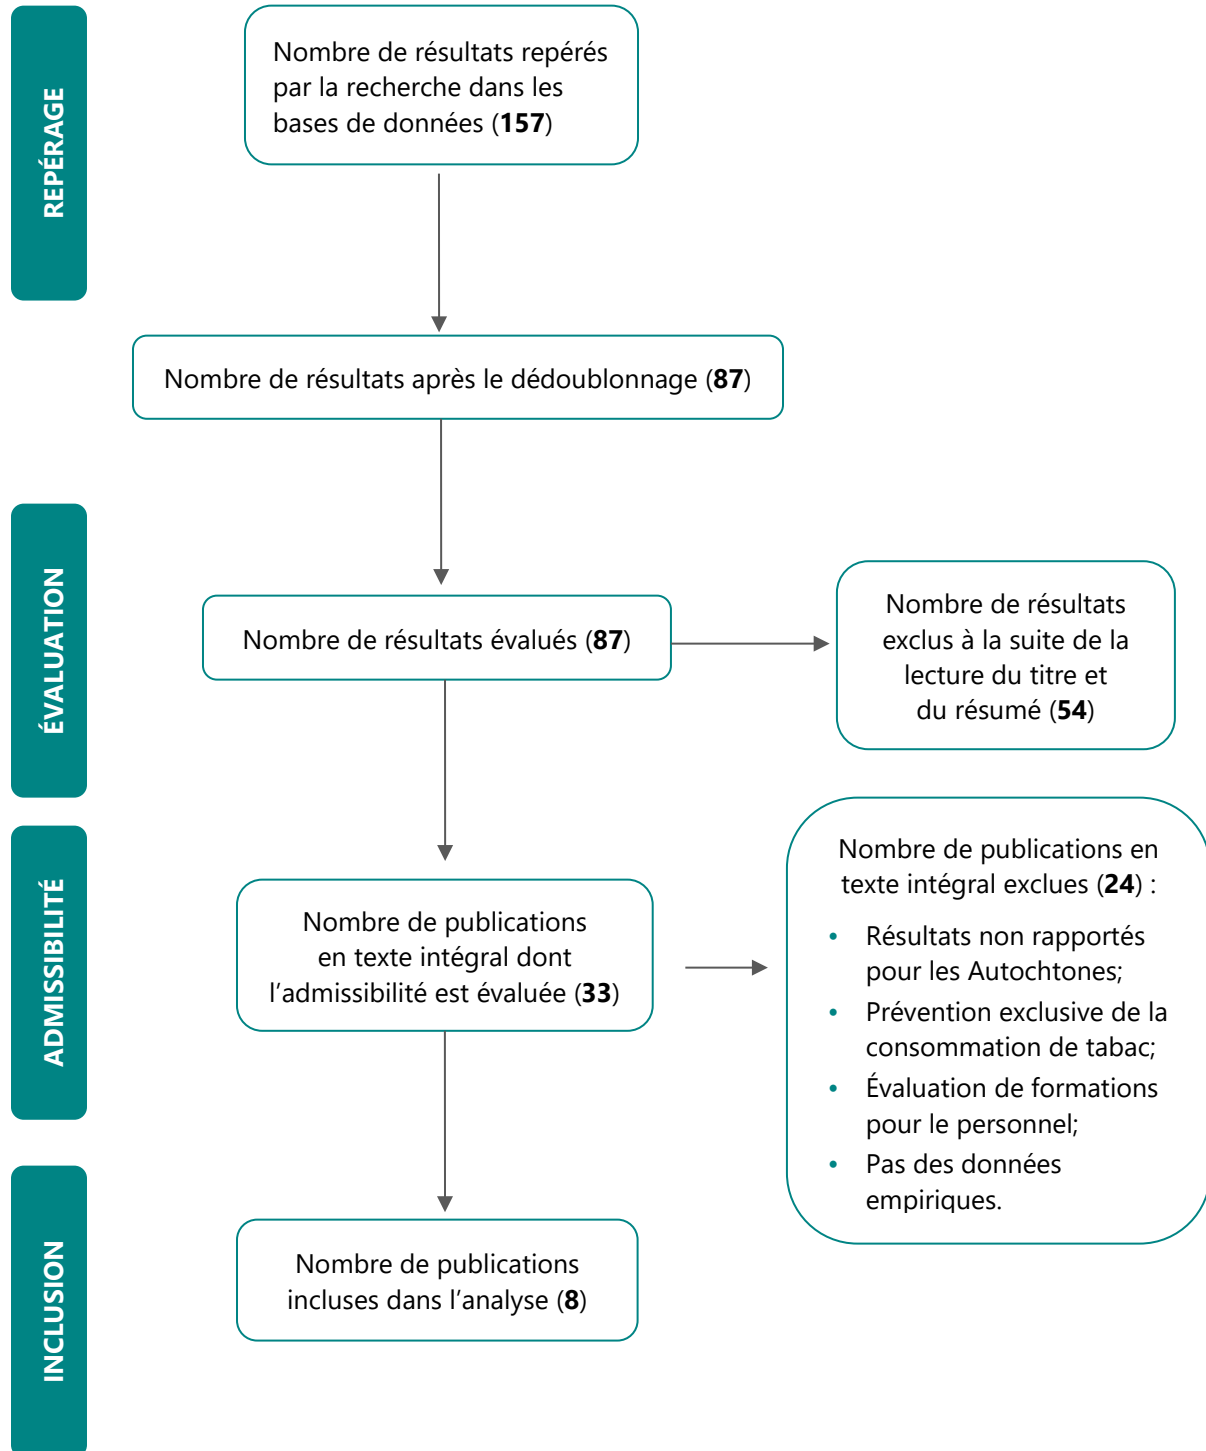 REPÉRAGE
Nombre de résultats repérés
par la recherche dans les
bases de données (157)
Nombre de résultats après le dédoublonnage (87)
ÉVALUATION
Nombre de résultats évalués (87)
Nombre de résultats
exclus à la suite de la
lecture du titre et
du résumé (54)
ADMISSIBILITÉ
Nombre de publications
en texte intégral dont
l'admissibilité est évaluée (33)
Nombre de publications en
texte intégral exclues (24) :
• Résultats non rapportés
pour les Autochtones;
• Prévention exclusive de la
consommation de tabac;
• Évaluation de formations
pour le personnel;
• Pas des données
empiriques.
INCLUSION
Nombre de publications
incluses dans l'analyse (8)